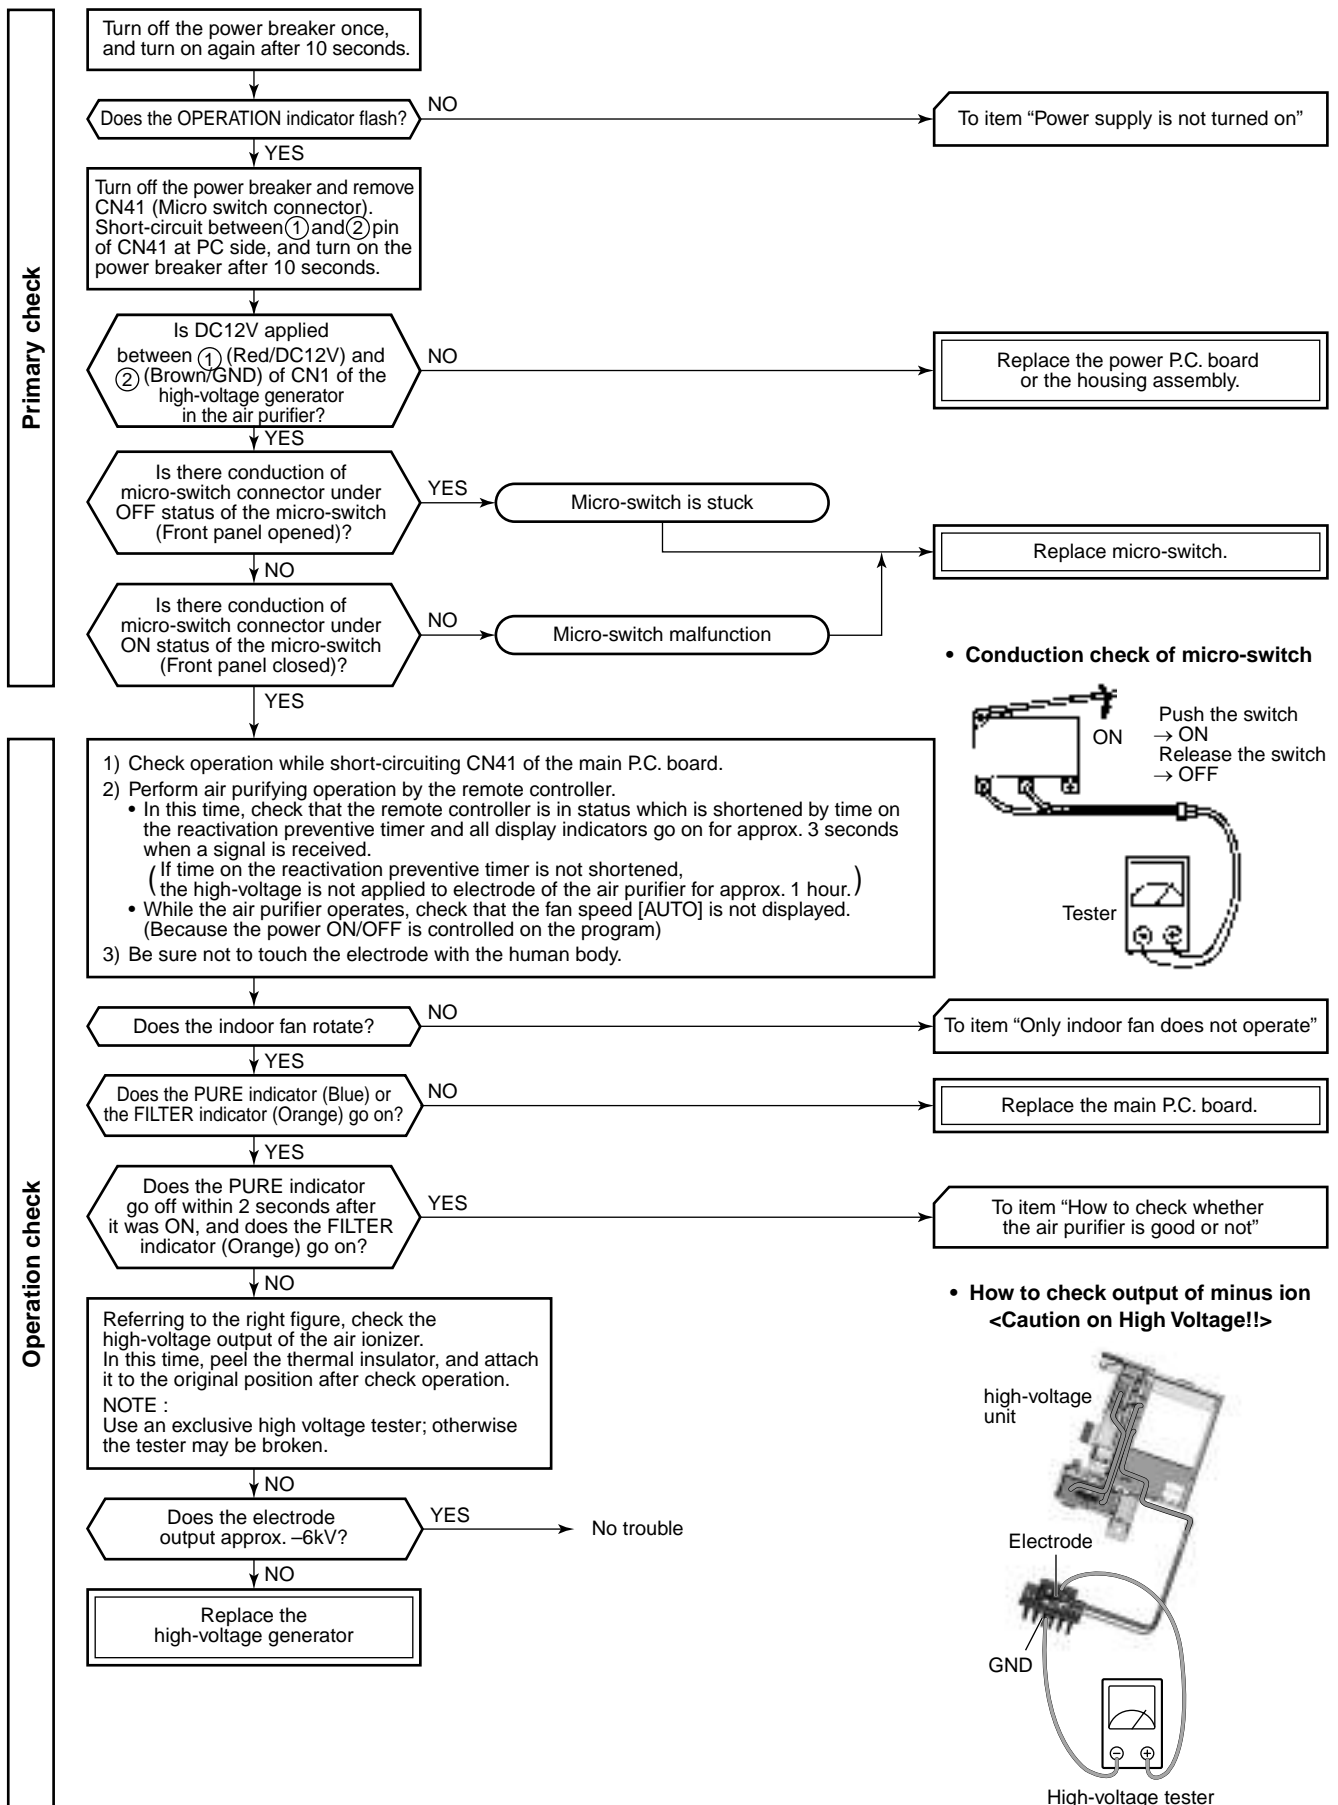 Primary check
Turn off the power breaker once,
and turn on again after 10 seconds.
Does the OPERATION indicator flash?
NO
To item “Power supply is not turned on”
YES
Turn off the power breaker and remove
CN41 (Micro switch connector).
Short-circuit between ① and ② pin
of CN41 at PC side, and turn on the
power breaker after 10 seconds.
Is DC12V applied
between ① (Red/DC12V) and
② (Brown/GND) of CN1 of the
high-voltage generator
in the air purifier?
NO
Replace the power P.C. board
or the housing assembly.
YES
Is there conduction of
micro-switch connector under
OFF status of the micro-switch
(Front panel opened)?
YES
Micro-switch is stuck
Replace micro-switch.
NO
Is there conduction of
micro-switch connector under
ON status of the micro-switch
(Front panel closed)?
NO
Micro-switch malfunction
YES
• Conduction check of micro-switch
ON
Push the switch
→ ON
Release the switch
→ OFF
Tester
Operation check
1) Check operation while short-circuiting CN41 of the main P.C. board.
2) Perform air purifying operation by the remote controller.
• In this time, check that the remote controller is in status which is shortened by time on
the reactivation preventive timer and all display indicators go on for approx. 3 seconds
when a signal is received.
(If time on the reactivation preventive timer is not shortened,
the high-voltage is not applied to electrode of the air purifier for approx. 1 hour.)
• While the air purifier operates, check that the fan speed [AUTO] is not displayed.
(Because the power ON/OFF is controlled on the program)
3) Be sure not to touch the electrode with the human body.
Does the indoor fan rotate?
NO
To item “Only indoor fan does not operate”
YES
Does the PURE indicator (Blue) or
the FILTER indicator (Orange) go on?
NO
Replace the main P.C. board.
YES
Does the PURE indicator
go off within 2 seconds after
it was ON, and does the FILTER
indicator (Orange) go on?
YES
To item “How to check whether
the air purifier is good or not”
NO
Referring to the right figure, check the
high-voltage output of the air ionizer.
In this time, peel the thermal insulator, and attach
it to the original position after check operation.
NOTE :
Use an exclusive high voltage tester; otherwise
the tester may be broken.
NO
Does the electrode
output approx. –6kV?
YES
No trouble
NO
Replace the
high-voltage generator
• How to check output of minus ion
<Caution on High Voltage!!>
high-voltage
unit
Electrode
GND
High-voltage tester